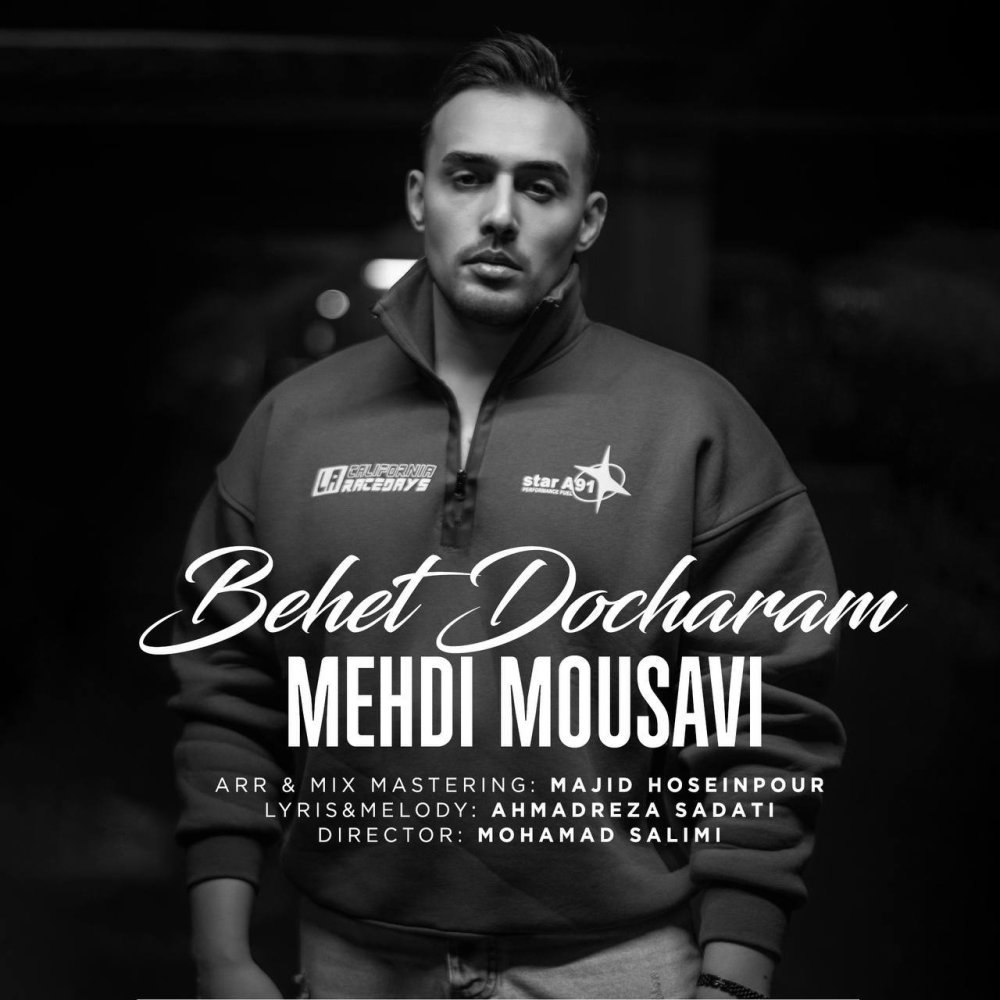 LA CALIFORNIA RACEDAYS
star A91
PERFORMANCE FUEL
Behet Docharam
MEHDI MOUSAVI
ARR & MIX MASTERING: MAJID HOSEINPOUR
LYRIS&MELODY: AHMADREZA SADATI
DIRECTOR: MOHAMAD SALIMI